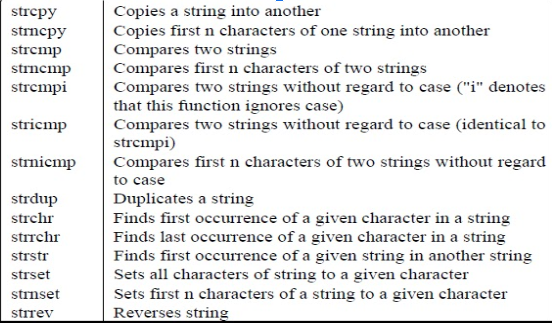 strcpy Copies a string into another
strncpy Copies first n characters of one string into another
strcmp Compares two strings
strncmp Compares first n characters of two strings
strcmpi Compares two strings without regard to case ("i" denotes
that this function ignores case)
stricmp Compares two strings without regard to case (identical to
strcmpi)
strnicmp Compares first n characters of two strings without regard
to case
strdup Duplicates a string
strchr Finds first occurrence of a given character in a string
strrchr Finds last occurrence of a given character in a string
strstr Finds first occurrence of a given string in another string
strset Sets all characters of string to a given character
strnset Sets first n characters of a string to a given character
strrev Reverses string